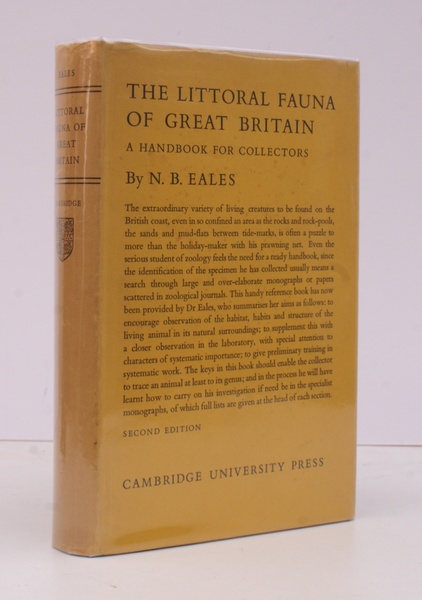 EALES
LITTORAL
FAUNA OF
GREAT
BRITAIN
CAMBRIDGE
THE LITTORAL FAUNA
OF GREAT BRITAIN
A HANDBOOK FOR COLLECTORS
By N. B. EALES
The extraordinary variety of living creatures to be found on the
British coast, even in so confined an area as the rocks and rock-pools,
the sands and mud-flats between tide-marks, is often a puzzle to
more than the holiday-maker with his prawning net. Even the
serious student of zoology feels the need for a ready handbook, since
the identification of the specimen he has collected usually means a
search through large and over-elaborate monographs or papers
scattered in zoological journals. This handy reference book has now
been provided by Dr Eales, who summarises her aims as follows: to
encourage observation of the habitat, habits and structure of the
living animal in its natural surroundings; to supplement this with
a closer observation in the laboratory, with special attention to
characters of systematic importance; to give preliminary training in
systematic work. The keys in this book should enable the collector
to trace an animal at least to its genus; and in the process he will have
learnt how to carry on his investigation if need be in the specialist
monographs, of which full lists are given at the head of each section.
SECOND EDITION
CAMBRIDGE UNIVERSITY PRESS